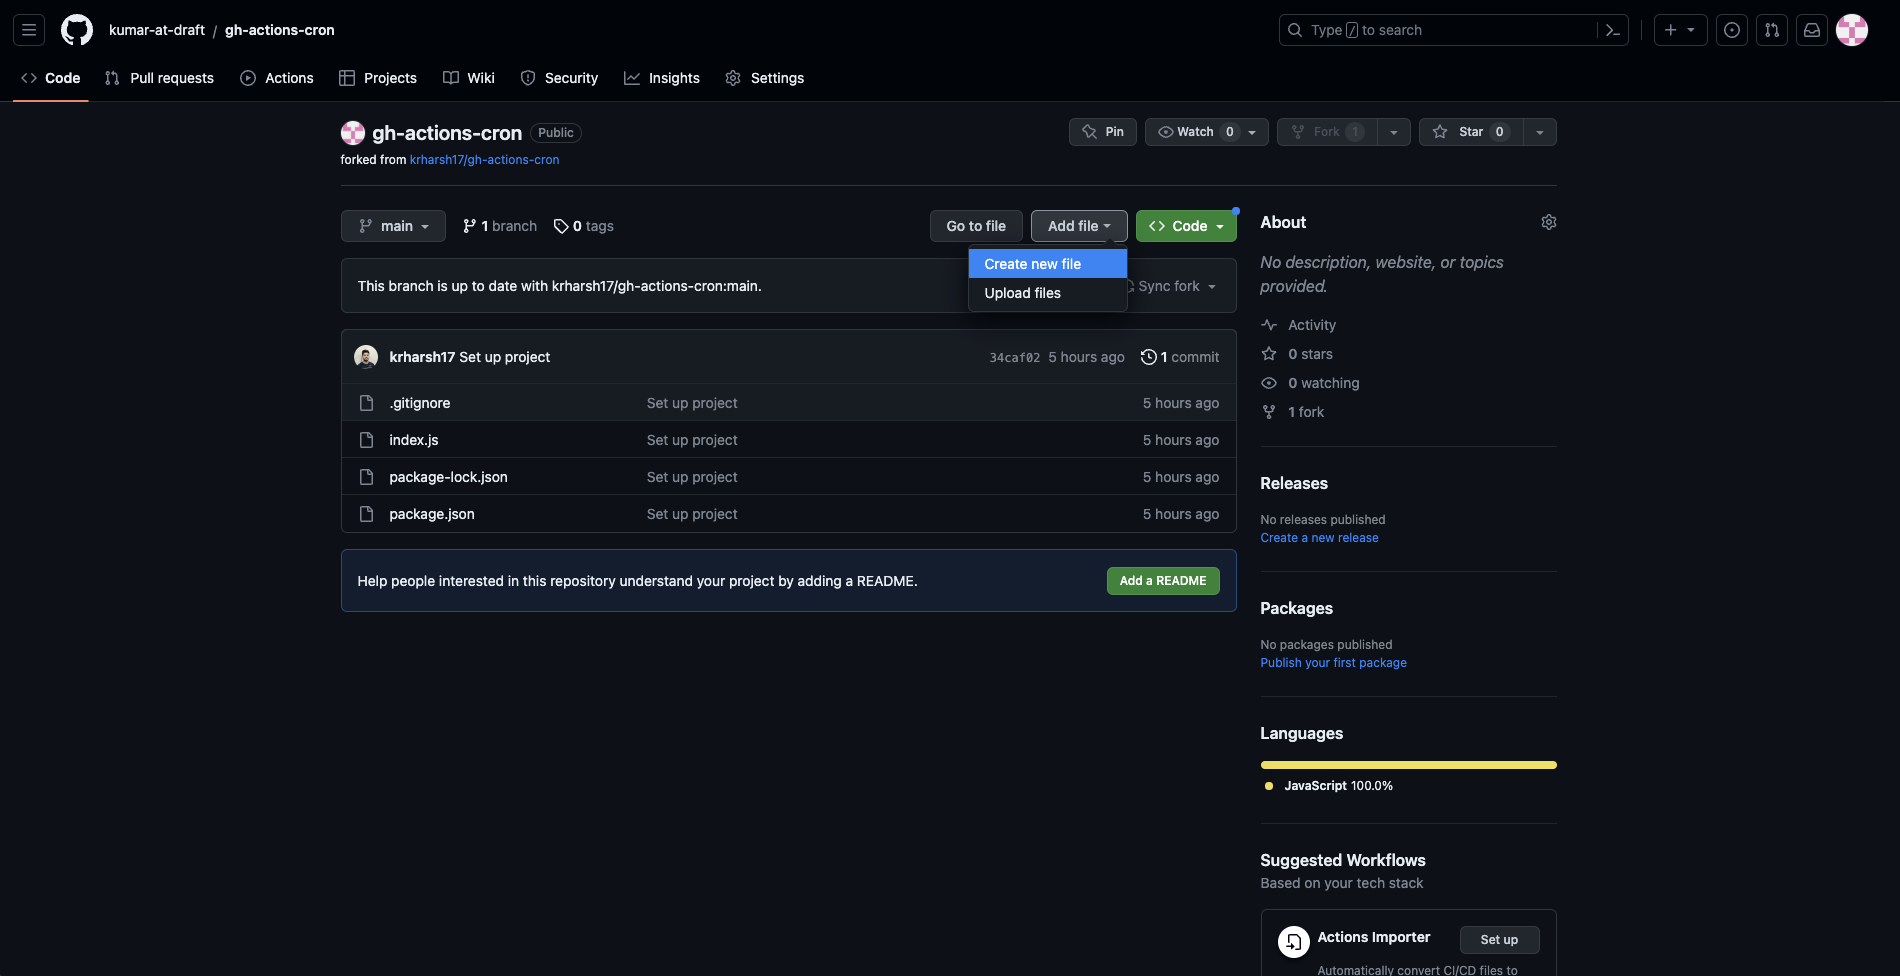 kumar-at-draft / gh-actions-cron
Type / to search
Code
Pull requests
Actions
Projects
Wiki
Security
Insights
Settings
gh-actions-cron Public
forked from krharsh17/gh-actions-cron
Pin
Watch 0
Fork 1
Star 0
main
1 branch
0 tags
Go to file
Add file
Code
Create new file
Upload files
This branch is up to date with krharsh17/gh-actions-cron:main.
Sync fork
krharsh17 Set up project
34caf02 5 hours ago
1 commit
.gitignore Set up project 5 hours ago
index.js Set up project 5 hours ago
package-lock.json Set up project 5 hours ago
package.json Set up project 5 hours ago
Help people interested in this repository understand your project by adding a README.
Add a README
About
No description, website, or topics
provided.
Activity
0 stars
0 watching
1 fork
Releases
No releases published
Create a new release
Packages
No packages published
Publish your first package
Languages
JavaScript 100.0%
Suggested Workflows
Based on your tech stack
Actions Importer
Set up
Automatically convert CI/CD files to